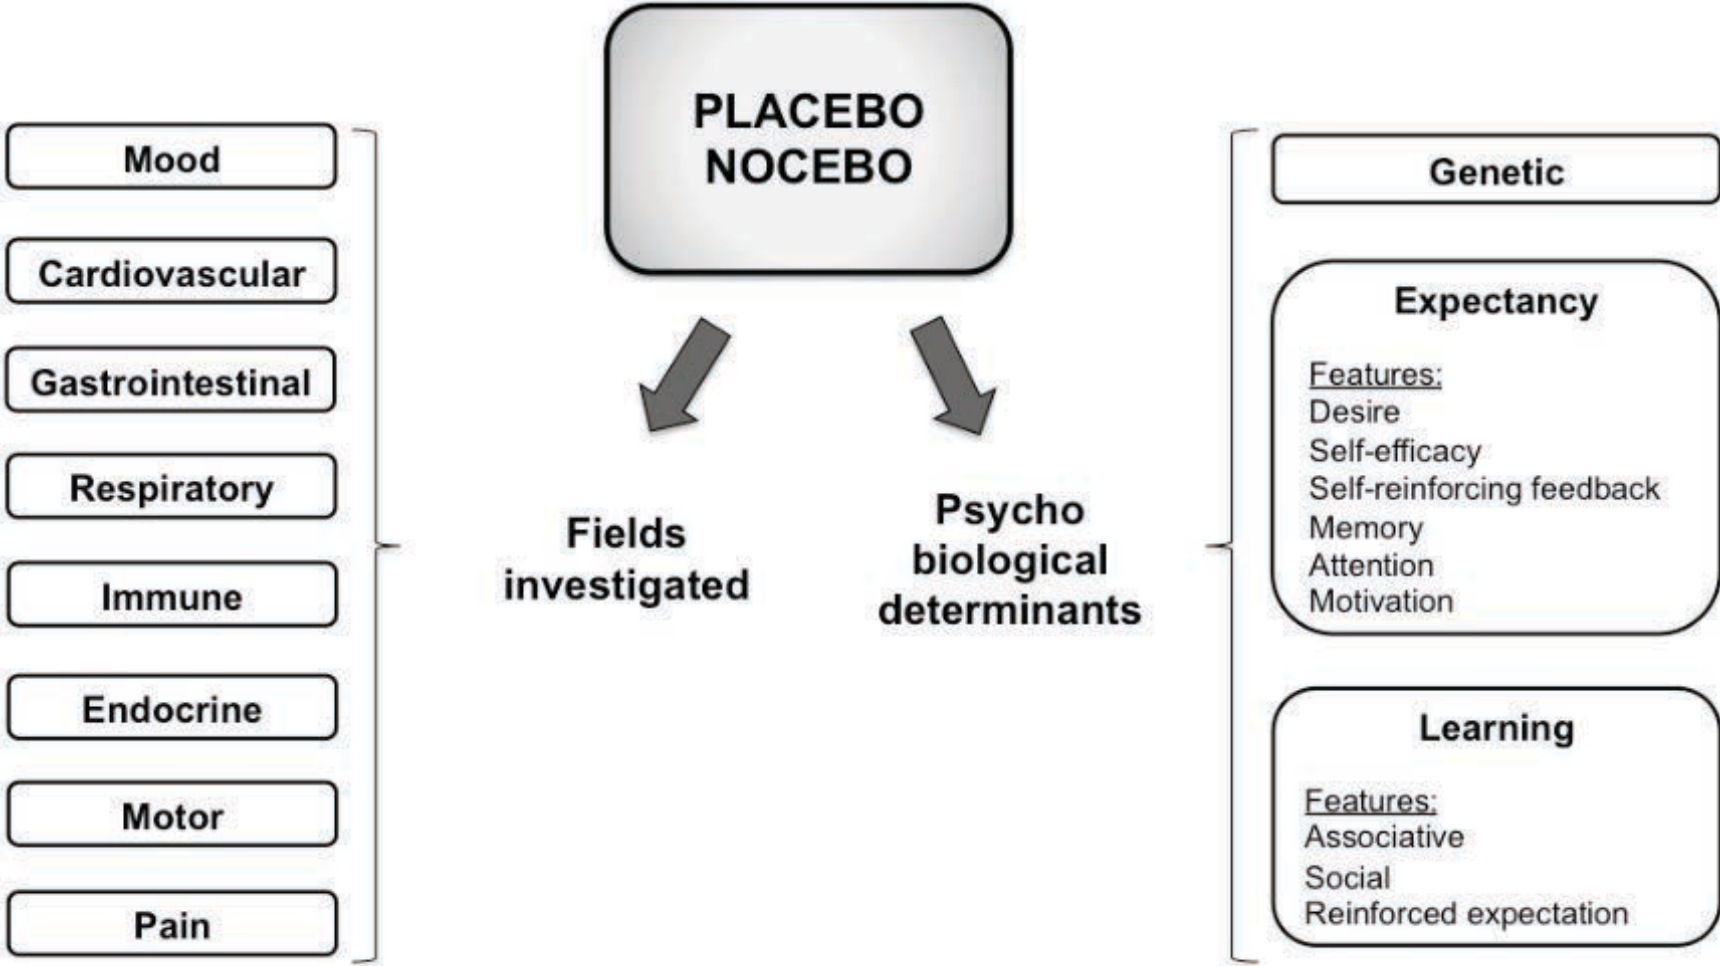 PLACEBO
NOCEBO
Mood
Cardiovascular
Gastrointestinal
Respiratory
Immune
Endocrine
Motor
Pain
Fields
investigated
Psycho
biological
determinants
Genetic
Expectancy
Features:
Desire
Self-efficacy
Self-reinforcing feedback
Memory
Attention
Motivation
Learning
Features:
Associative
Social
Reinforced expectation